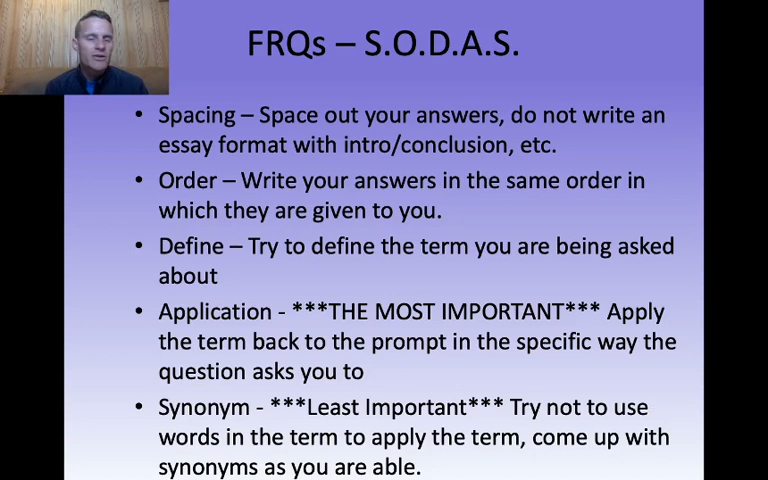 FRQs – S.O.D.A.S.
• Spacing – Space out your answers, do not write an
essay format with intro/conclusion, etc.
• Order – Write your answers in the same order in
which they are given to you.
• Define – Try to define the term you are being asked
about
• Application - ***THE MOST IMPORTANT*** Apply
the term back to the prompt in the specific way the
question asks you to
• Synonym - ***Least Important*** Try not to use
words in the term to apply the term, come up with
synonyms as you are able.